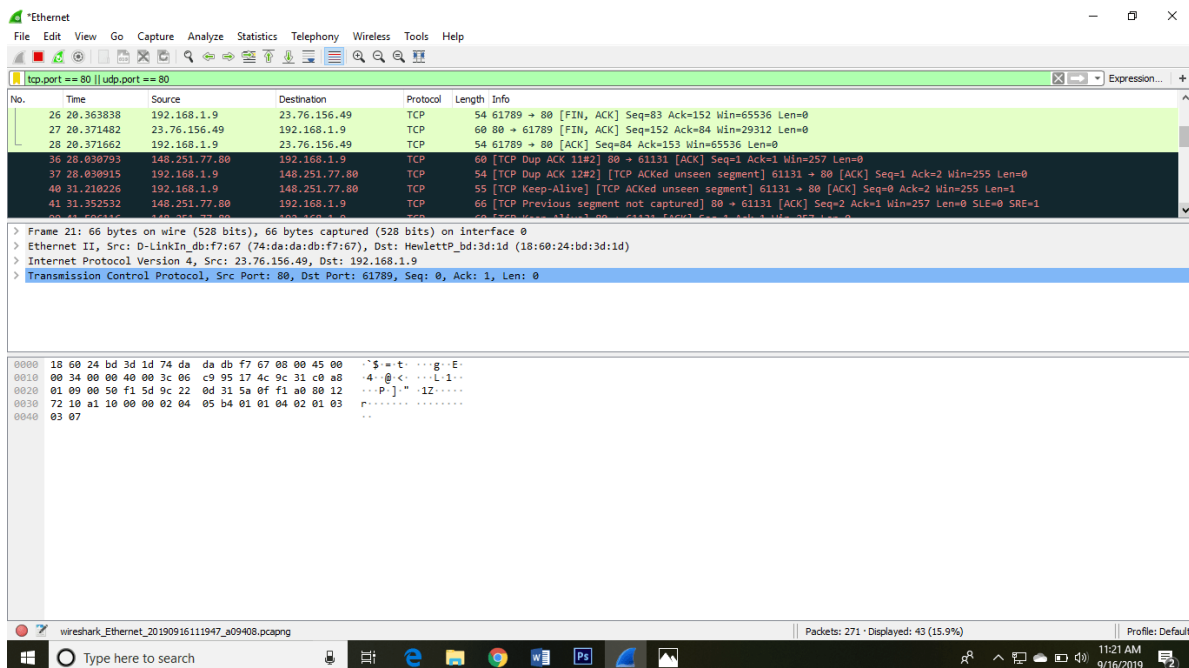 *Ethernet
File Edit View Go Capture Analyze Statistics Telephony Wireless Tools Help
tcp.port == 80 || udp.port == 80 Expression... +
No. Time Source Destination Protocol Length Info
26 20.363838 192.168.1.9 23.76.156.49 TCP 54 61789 → 80 [FIN, ACK] Seq=83 Ack=152 Win=65536 Len=0
27 20.371482 23.76.156.49 192.168.1.9 TCP 60 80 → 61789 [FIN, ACK] Seq=152 Ack=84 Win=29312 Len=0
28 20.371662 192.168.1.9 23.76.156.49 TCP 54 61789 → 80 [ACK] Seq=84 Ack=153 Win=65536 Len=0
36 28.030793 148.251.77.80 192.168.1.9 TCP 60 [TCP Dup ACK 11#2] 80 → 61131 [ACK] Seq=1 Ack=1 Win=257 Len=0
37 28.030915 192.168.1.9 148.251.77.80 TCP 54 [TCP Dup ACK 12#2] [TCP ACKed unseen segment] 61131 → 80 [ACK] Seq=1 Ack=2 Win=255 Len=0
40 31.210226 192.168.1.9 148.251.77.80 TCP 55 [TCP Keep-Alive] [TCP ACKed unseen segment] 61131 → 80 [ACK] Seq=0 Ack=2 Win=255 Len=1
41 31.352532 148.251.77.80 192.168.1.9 TCP 66 [TCP Previous segment not captured] 80 → 61131 [ACK] Seq=2 Ack=1 Win=257 Len=0 SLE=0 SRE=1
> Frame 21: 66 bytes on wire (528 bits), 66 bytes captured (528 bits) on interface 0
> Ethernet II, Src: D-LinkIn_db:f7:67 (74:da:da:db:f7:67), Dst: HewlettP_bd:3d:1d (18:60:24:bd:3d:1d)
> Internet Protocol Version 4, Src: 23.76.156.49, Dst: 192.168.1.9
> Transmission Control Protocol, Src Port: 80, Dst Port: 61789, Seq: 0, Ack: 1, Len: 0
0000 18 60 24 bd 3d 1d 74 da da db f7 67 08 00 45 00 ·`$·=·t· ···g··E·
0010 00 34 00 00 40 00 3c 06 c9 95 17 4c 9c 31 c0 a8 ·4··@·<· ···L·1··
0020 01 09 00 50 f1 5d 9c 22 0d 31 5a 0f f1 a0 80 12 ···P·]·" ·1Z·····
0030 72 10 a1 10 00 00 02 04 05 b4 01 01 04 02 01 03 r······· ········
0040 03 07 ··
wireshark_Ethernet_20190916111947_a09408.pcapng Packets: 271 · Displayed: 43 (15.9%) Profile: Default
Type here to search W Ps 11:21 AM
9/16/2019 2